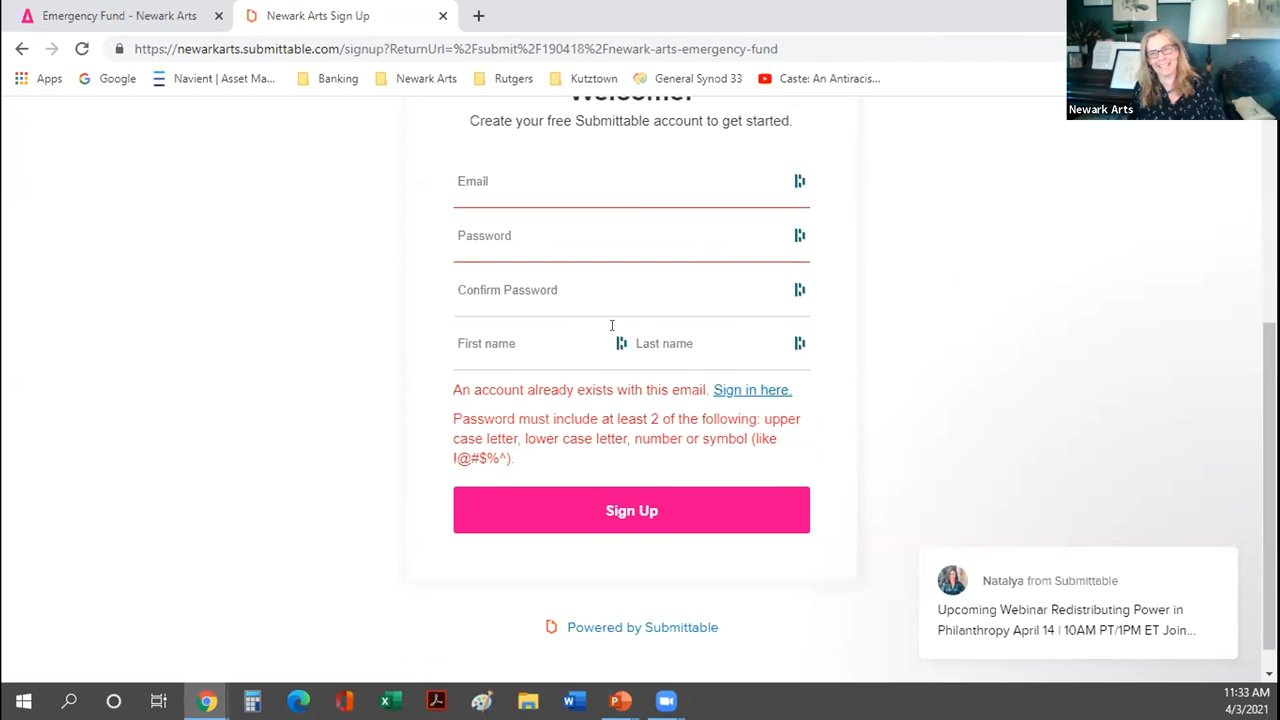 Emergency Fund - Newark Arts
Newark Arts Sign Up
https://newarkarts.submittable.com/signup?ReturnUrl=%2Fsubmit%2F190418%2Fnewark-arts-emergency-fund
Apps Google Navient | Asset Ma... Banking Newark Arts Rutgers Kutztown General Synod 33 Caste: An Antiracis...
Newark Arts
Welcome!
Create your free Submittable account to get started.
Email
Password
Confirm Password
First name Last name
An account already exists with this email. Sign in here.
Password must include at least 2 of the following: upper
case letter, lower case letter, number or symbol (like
!@#$%^).
Sign Up
Powered by Submittable
Natalya from Submittable
Upcoming Webinar Redistributing Power in
Philanthropy April 14 | 10AM PT/1PM ET Join...
11:33 AM
4/3/2021